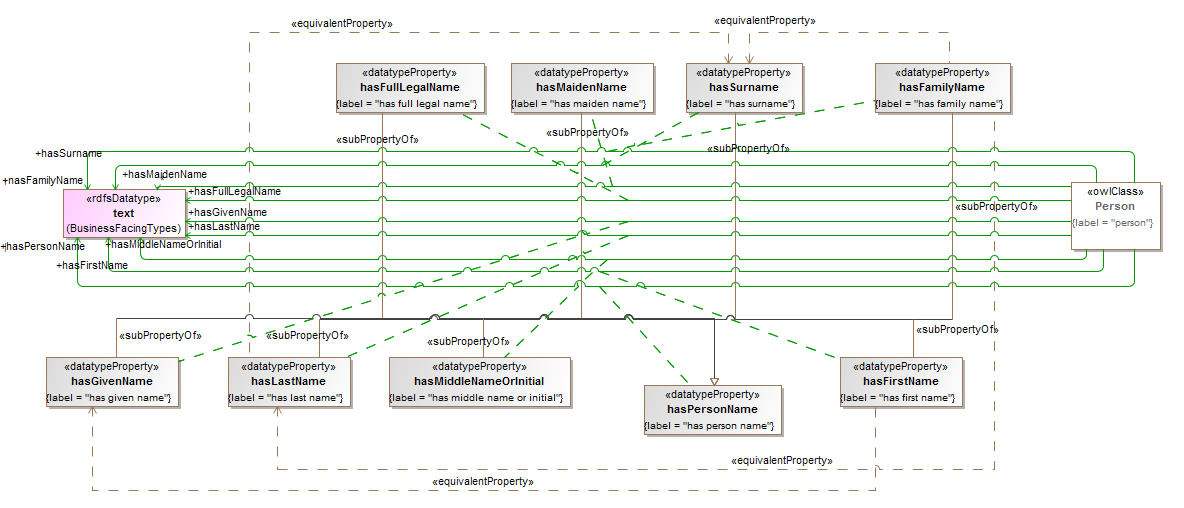 «equivalentProperty»
«equivalentProperty»
«datatypeProperty»
hasFullLegalName
{label = "has full legal name"}
«datatypeProperty»
hasMaidenName
{label = "has maiden name"}
«datatypeProperty»
hasSurname
{label = "has surname"}
«datatypeProperty»
hasFamilyName
{label = "has family name"}
«subPropertyOf»
«subPropertyOf»
«subPropertyOf»
+hasSurname
+hasMaidenName
+hasFamilyName
+hasFullLegalName
«rdfsDatatype»
text
(BusinessFacingTypes)
+hasGivenName
+hasLastName
«owlClass»
Person
{label = "person"}
«subPropertyOf»
+hasPersonName
+hasMiddleNameOrInitial
+hasFirstName
«subPropertyOf»
«subPropertyOf»
«subPropertyOf»
«subPropertyOf»
«datatypeProperty»
hasGivenName
{label = "has given name"}
«datatypeProperty»
hasLastName
{label = "has last name"}
«datatypeProperty»
hasMiddleNameOrInitial
{label = "has middle name or initial"}
«datatypeProperty»
hasPersonName
{label = "has person name"}
«datatypeProperty»
hasFirstName
{label = "has first name"}
«equivalentProperty»
«equivalentProperty»